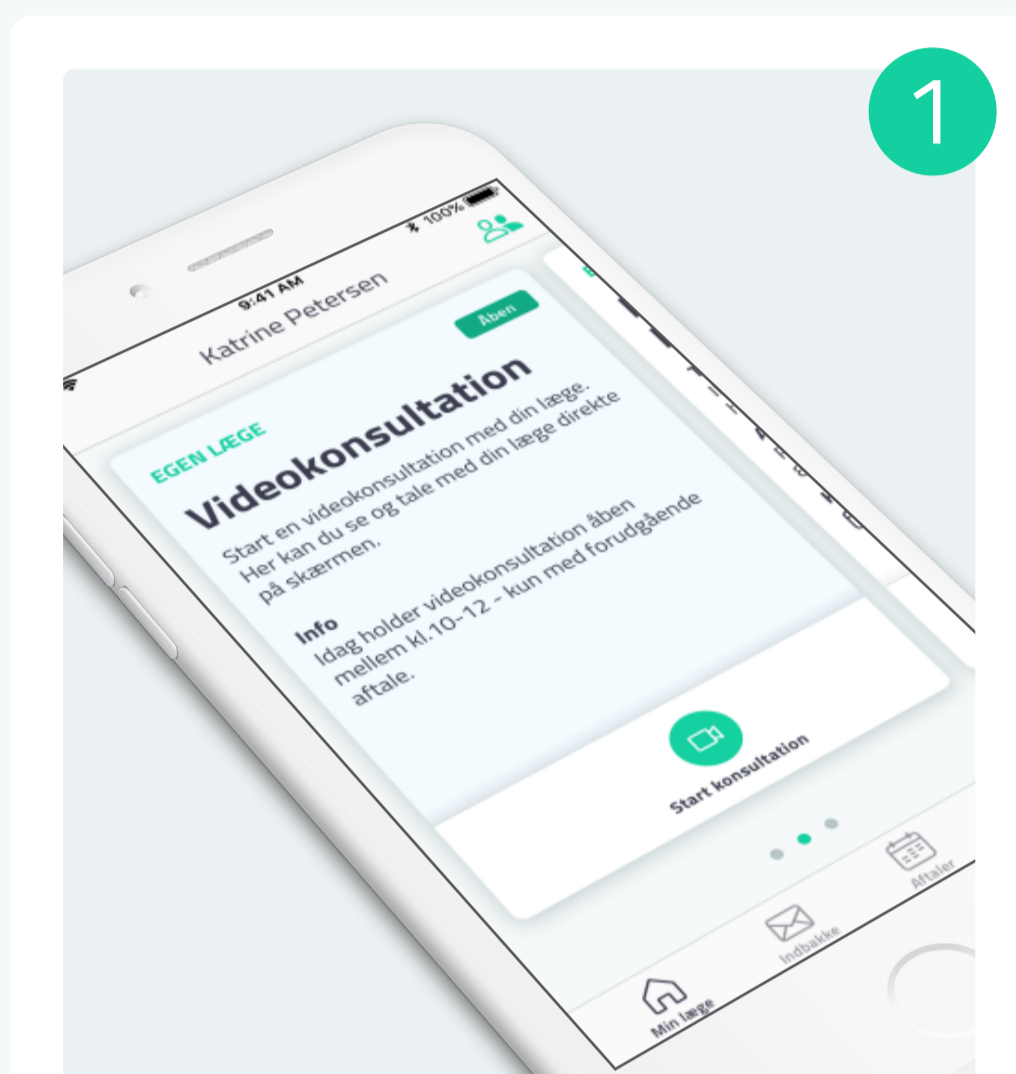 1
100%
9:41 AM
Katrine Petersen
Åben
EGEN LÆGE
Videokonsultation
Start en videokonsultation med din læge.
Her kan du se og tale med din læge direkte
på skærmen.
Info
Idag holder videokonsultation åben
mellem kl.10-12 - kun med forudgående
aftale.
Start konsultation
Min læge
Indbakke
Aftaler